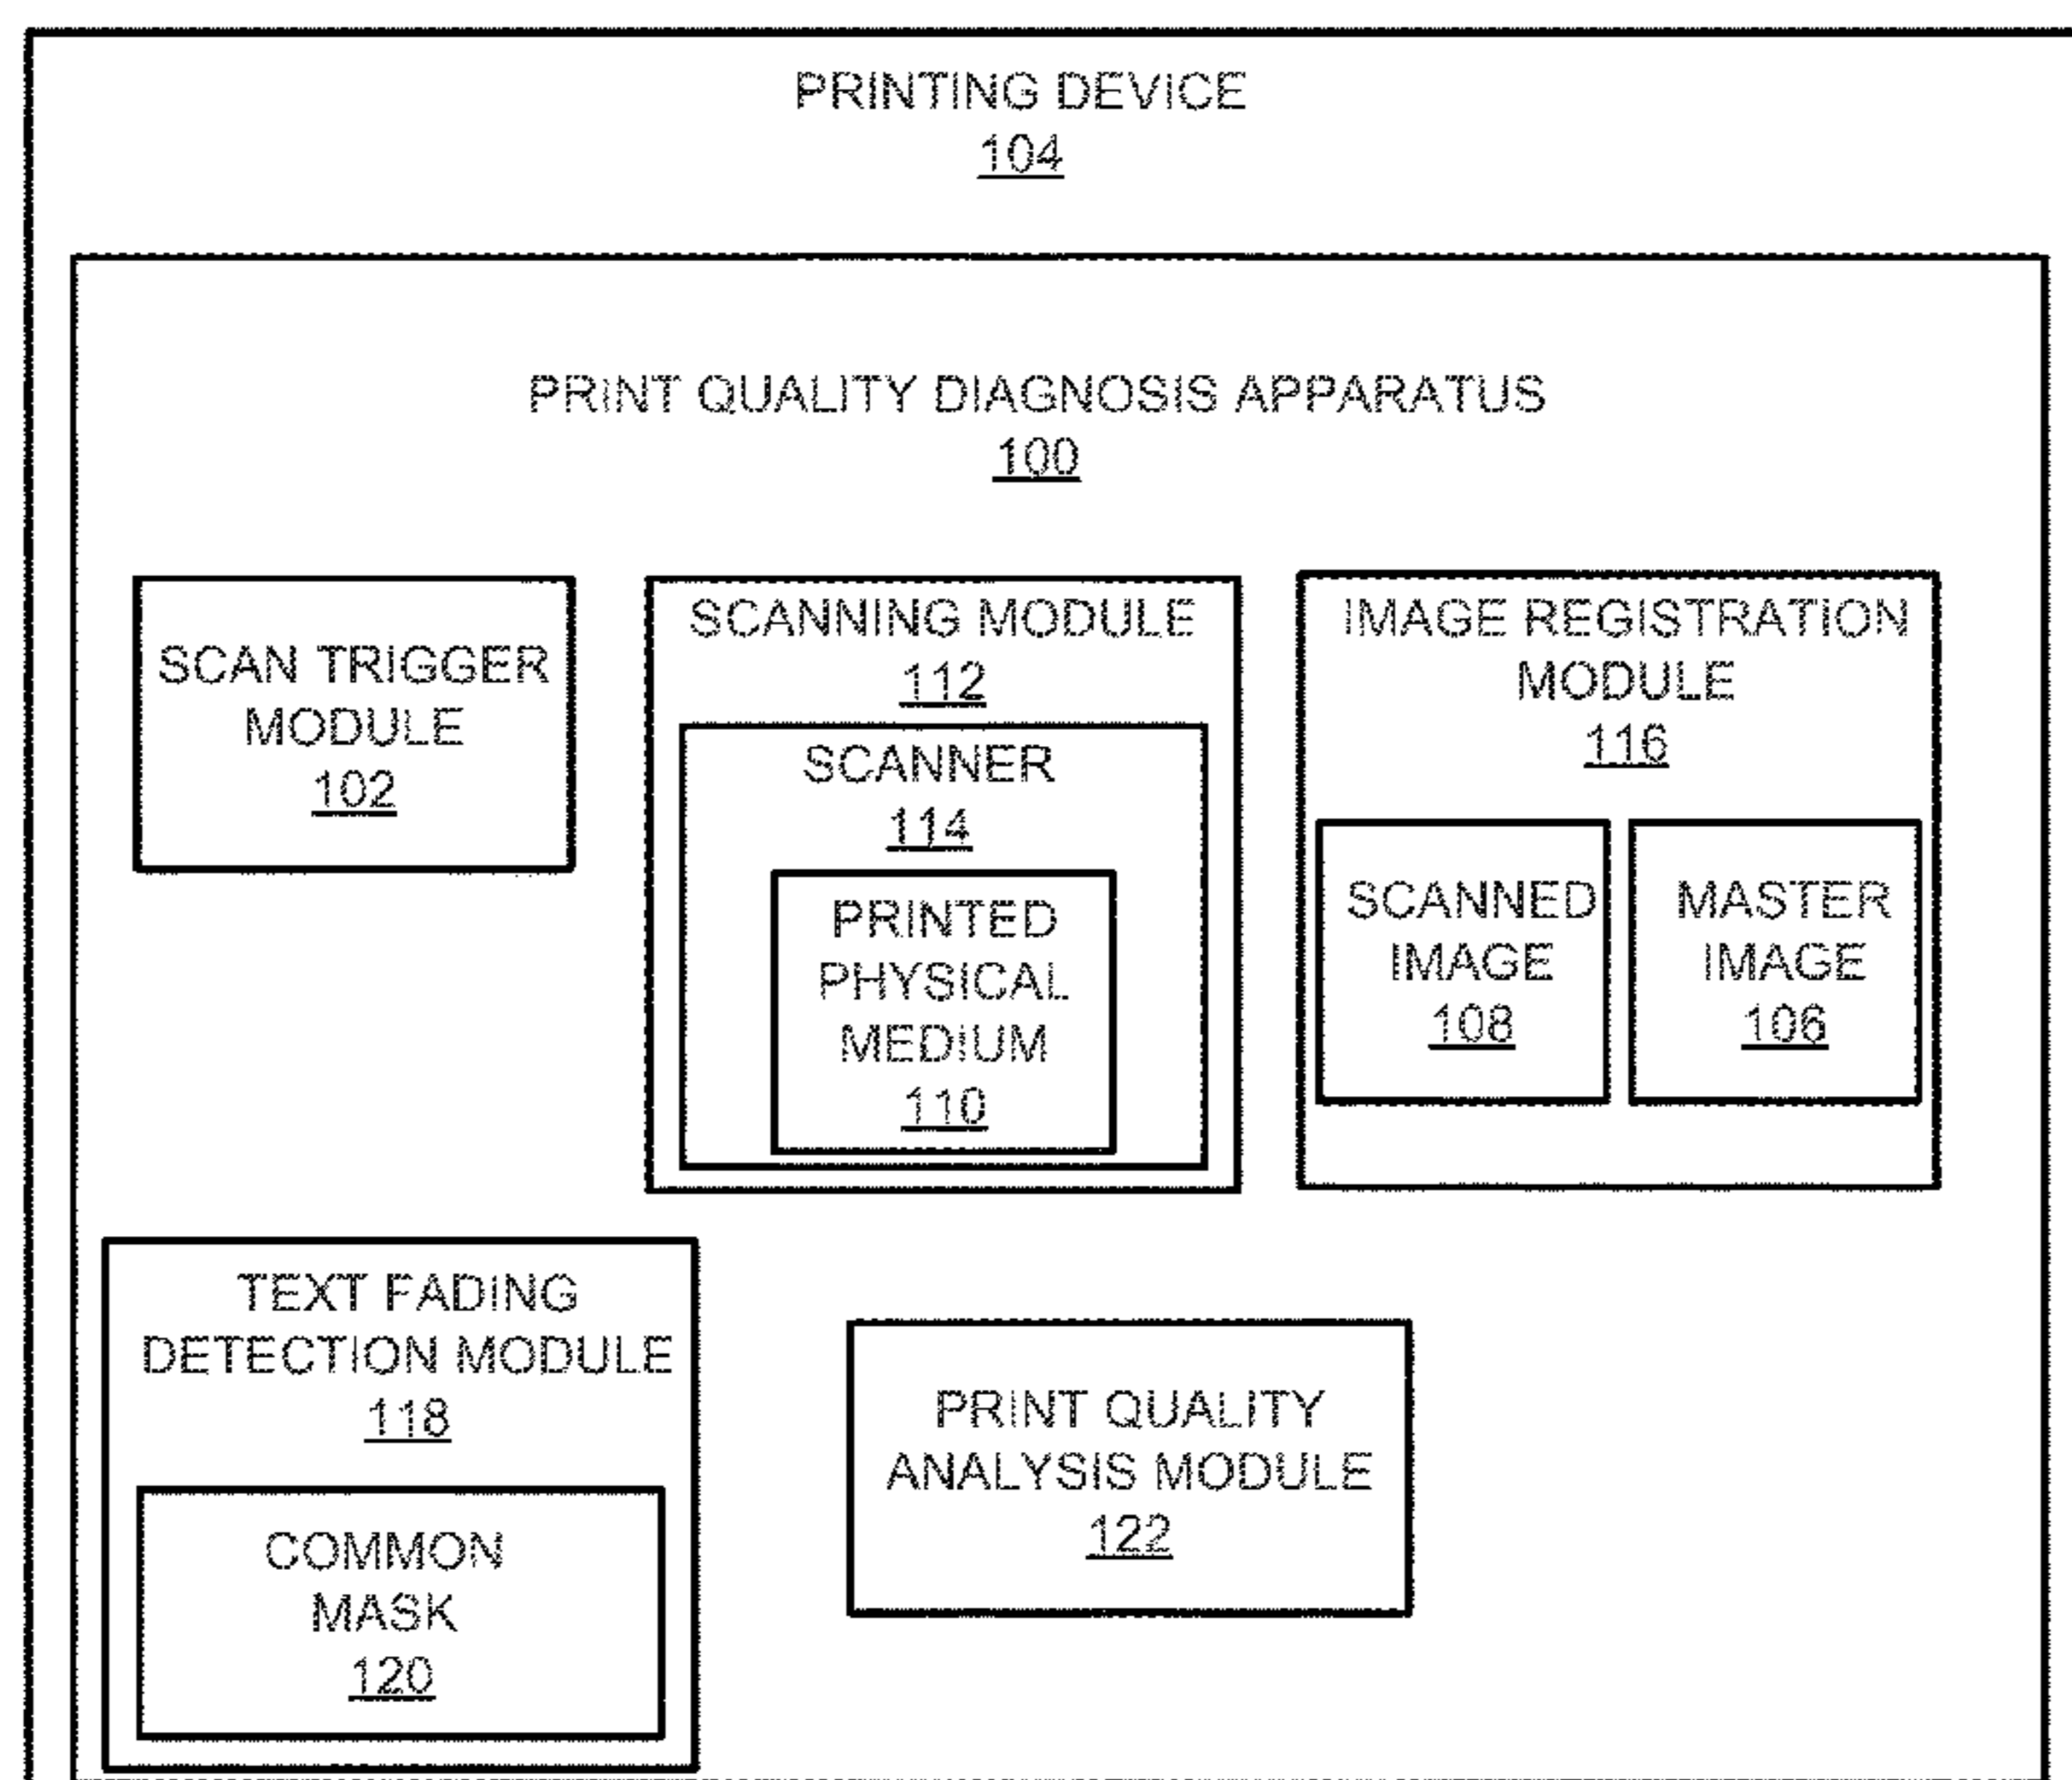 PRINTING DEVICE
104
PRINT QUALITY DIAGNOSIS APPARATUS
100
SCAN TRIGGER
MODULE
102
SCANNING MODULE
112
SCANNER
114
PRINTED
PHYSICAL
MEDIUM
110
IMAGE REGISTRATION
MODULE
116
SCANNED
IMAGE
108
MASTER
IMAGE
106
TEXT FADING
DETECTION MODULE
118
COMMON
MASK
120
PRINT QUALITY
ANALYSIS MODULE
122